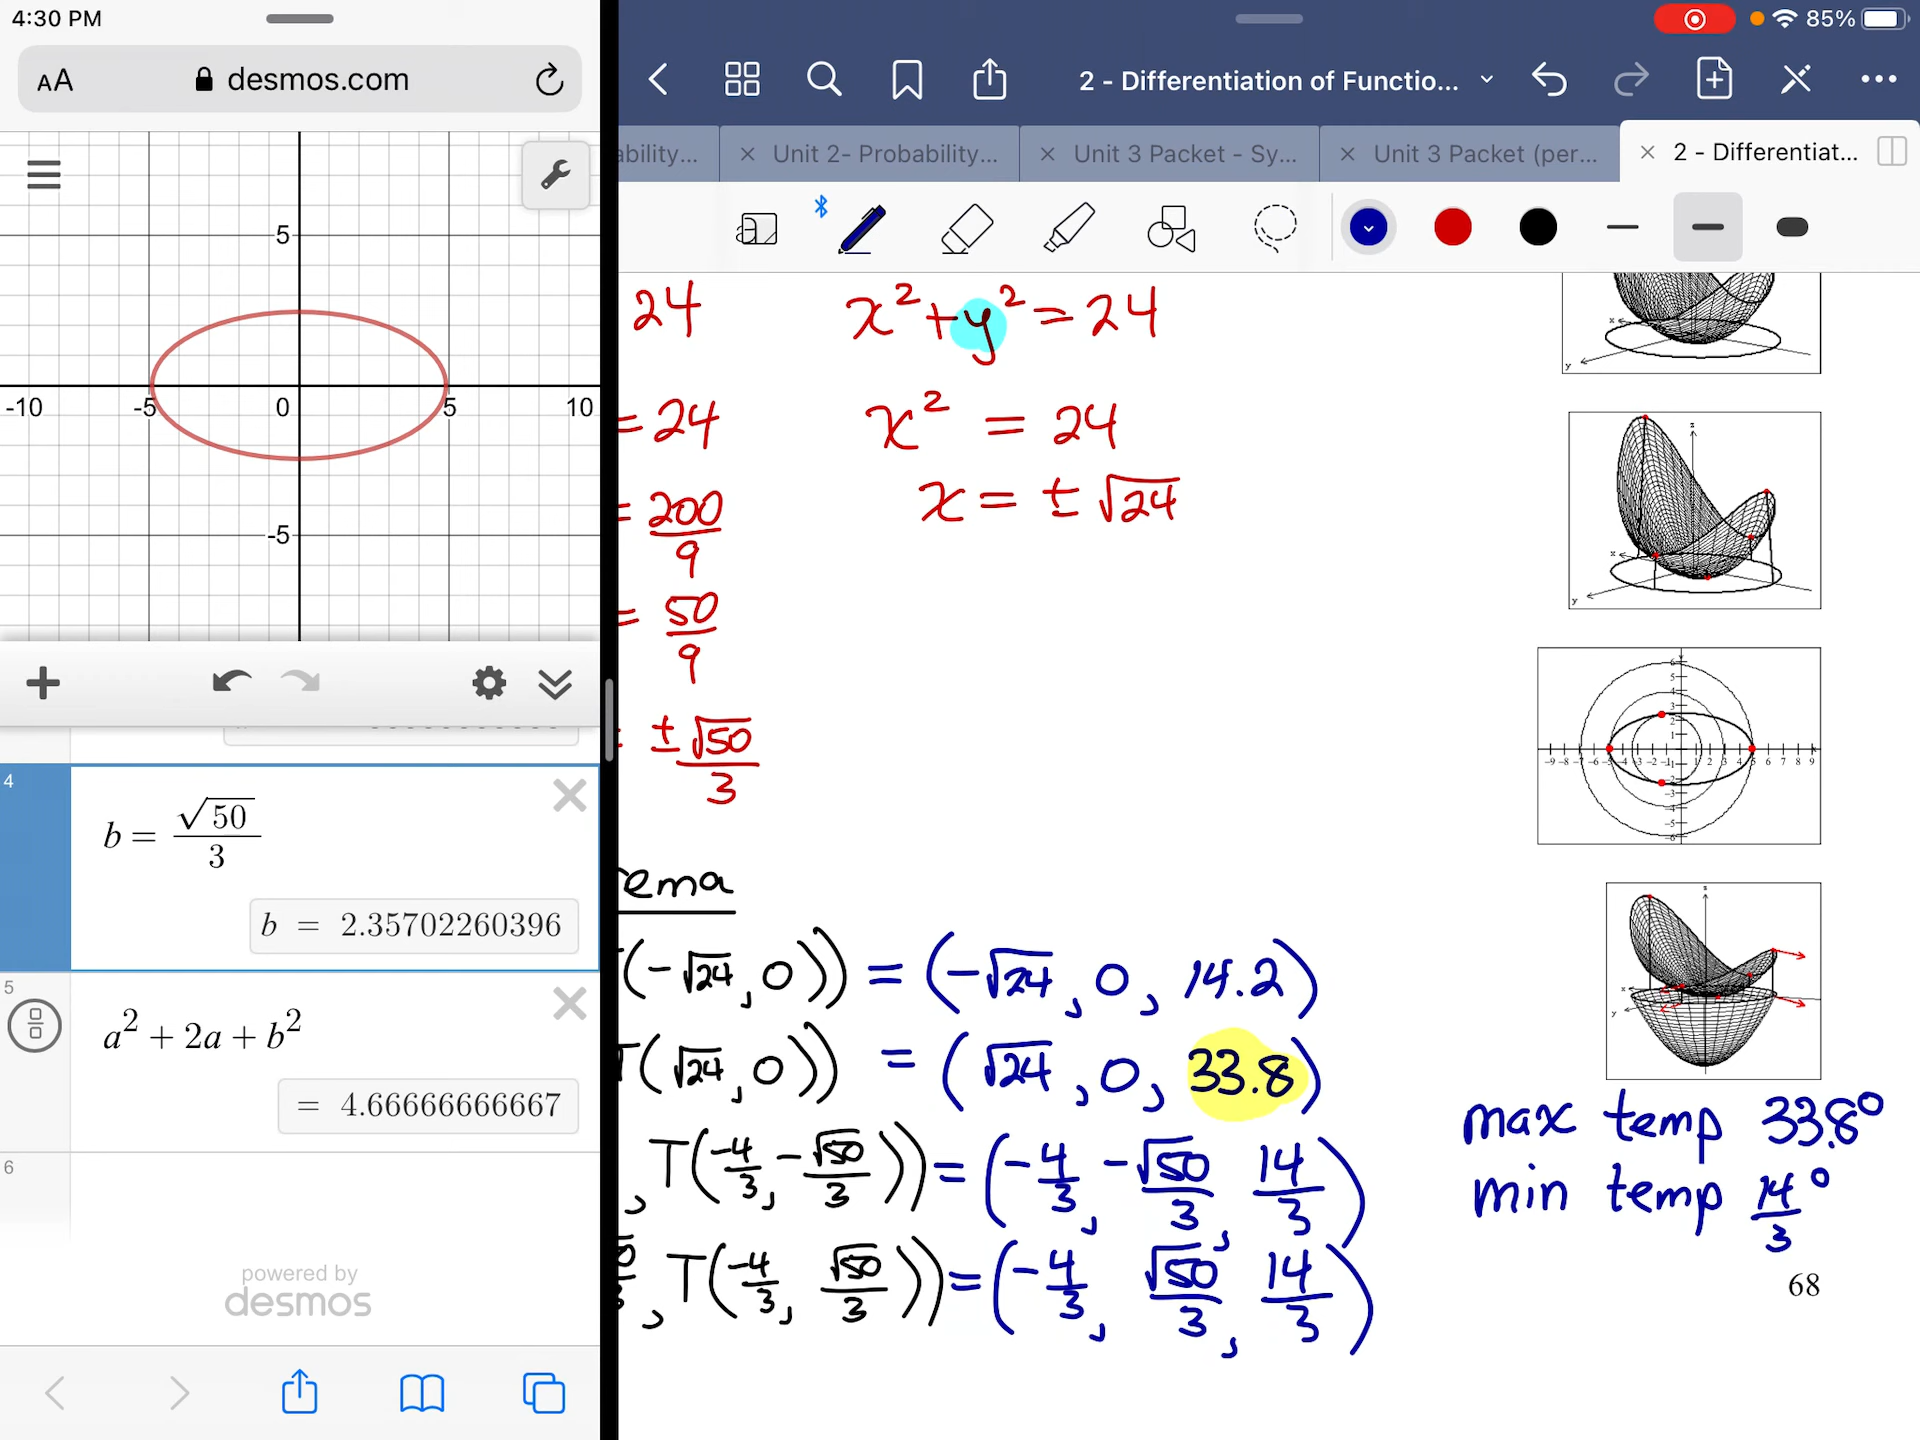 4:30 PM
85%
AA desmos.com
2 - Differentiation of Functio...
ability...
Unit 2- Probability...
Unit 3 Packet - Sy...
Unit 3 Packet (per...
2 - Differentiat...
5
-10 -5 0 5 10
-5
24
= 24
= 200/9
= 50/9
= ± √50/3
x² + y² = 24
x² = 24
x = ± √24
4
b = √50/3
b = 2.35702260396
5
a² + 2a + b²
= 4.66666666667
6
powered by
desmos
ema
T(-√24, 0)) = (-√24, 0, 14.2)
T(√24, 0)) = (√24, 0, 33.8)
, T(-4/3, -√50/3)) = (-4/3, -√50/3, 14/3)
, T(-4/3, √50/3)) = (-4/3, √50/3, 14/3)
max temp 33.8°
min temp 14/3°
68